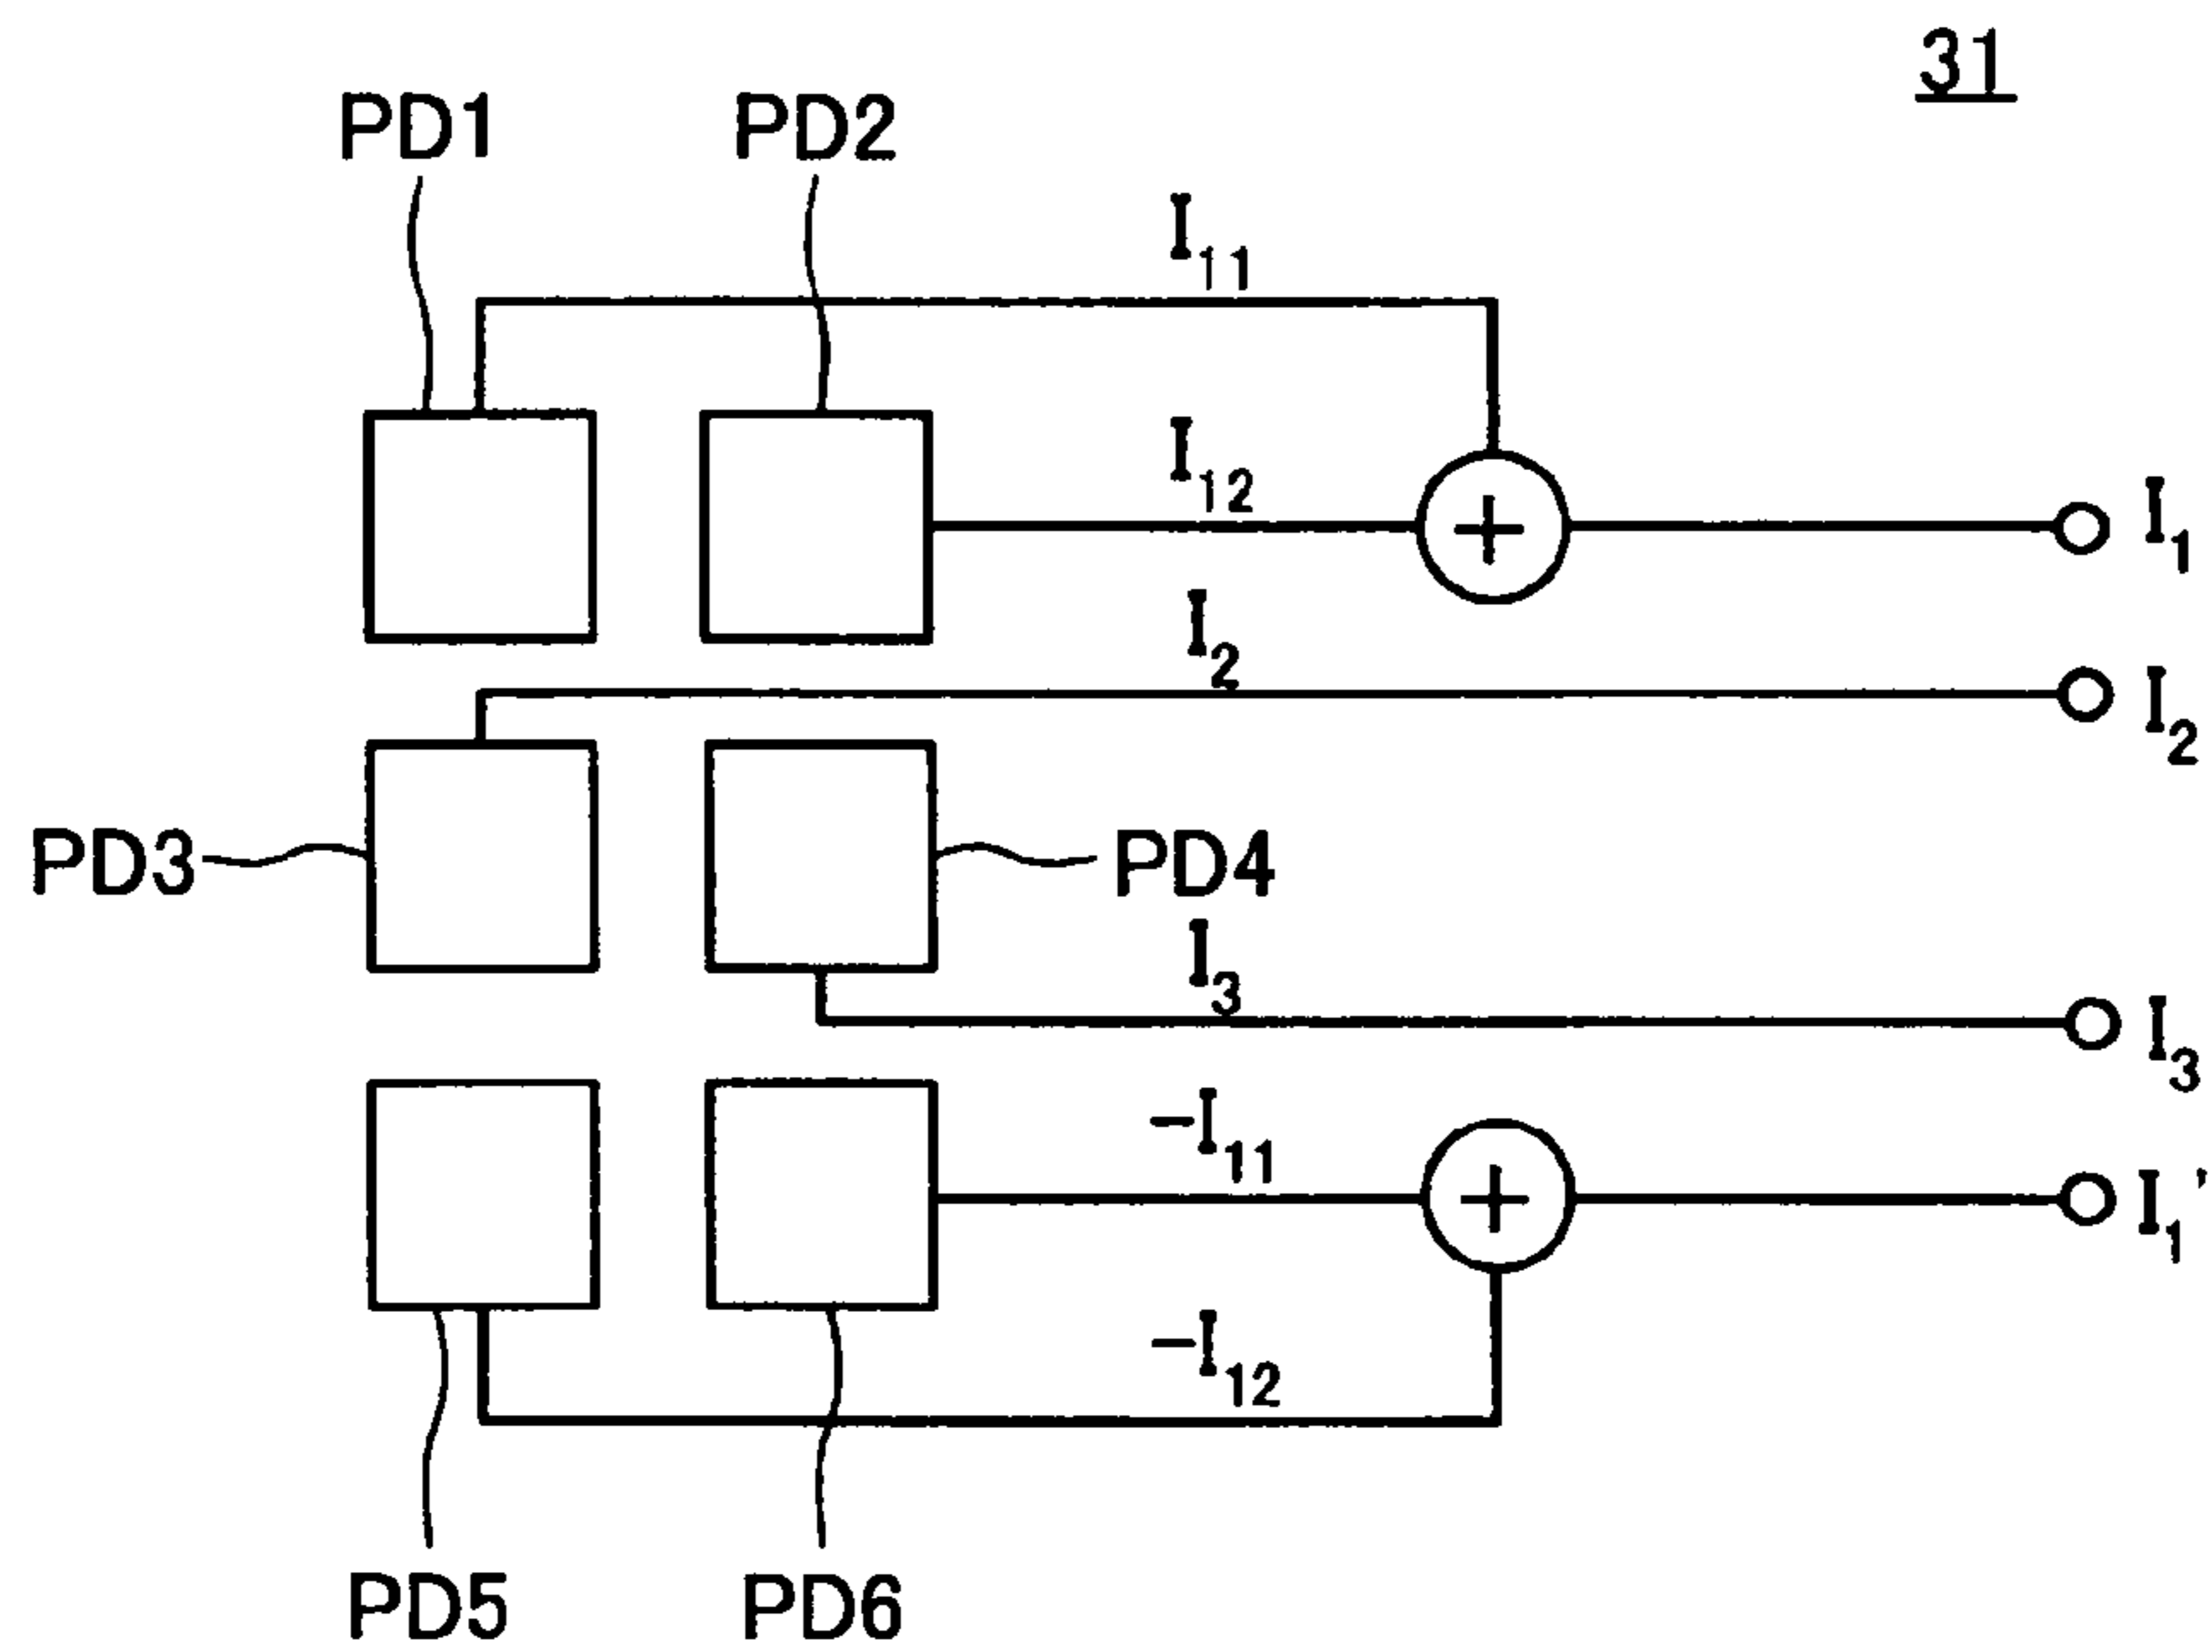 31
PD1 PD2
I₁₁
I₁₂
I₁
I₂
I₂
PD3 PD4
I₃
I₃
-I₁₁
I₁'
-I₁₂
PD5 PD6